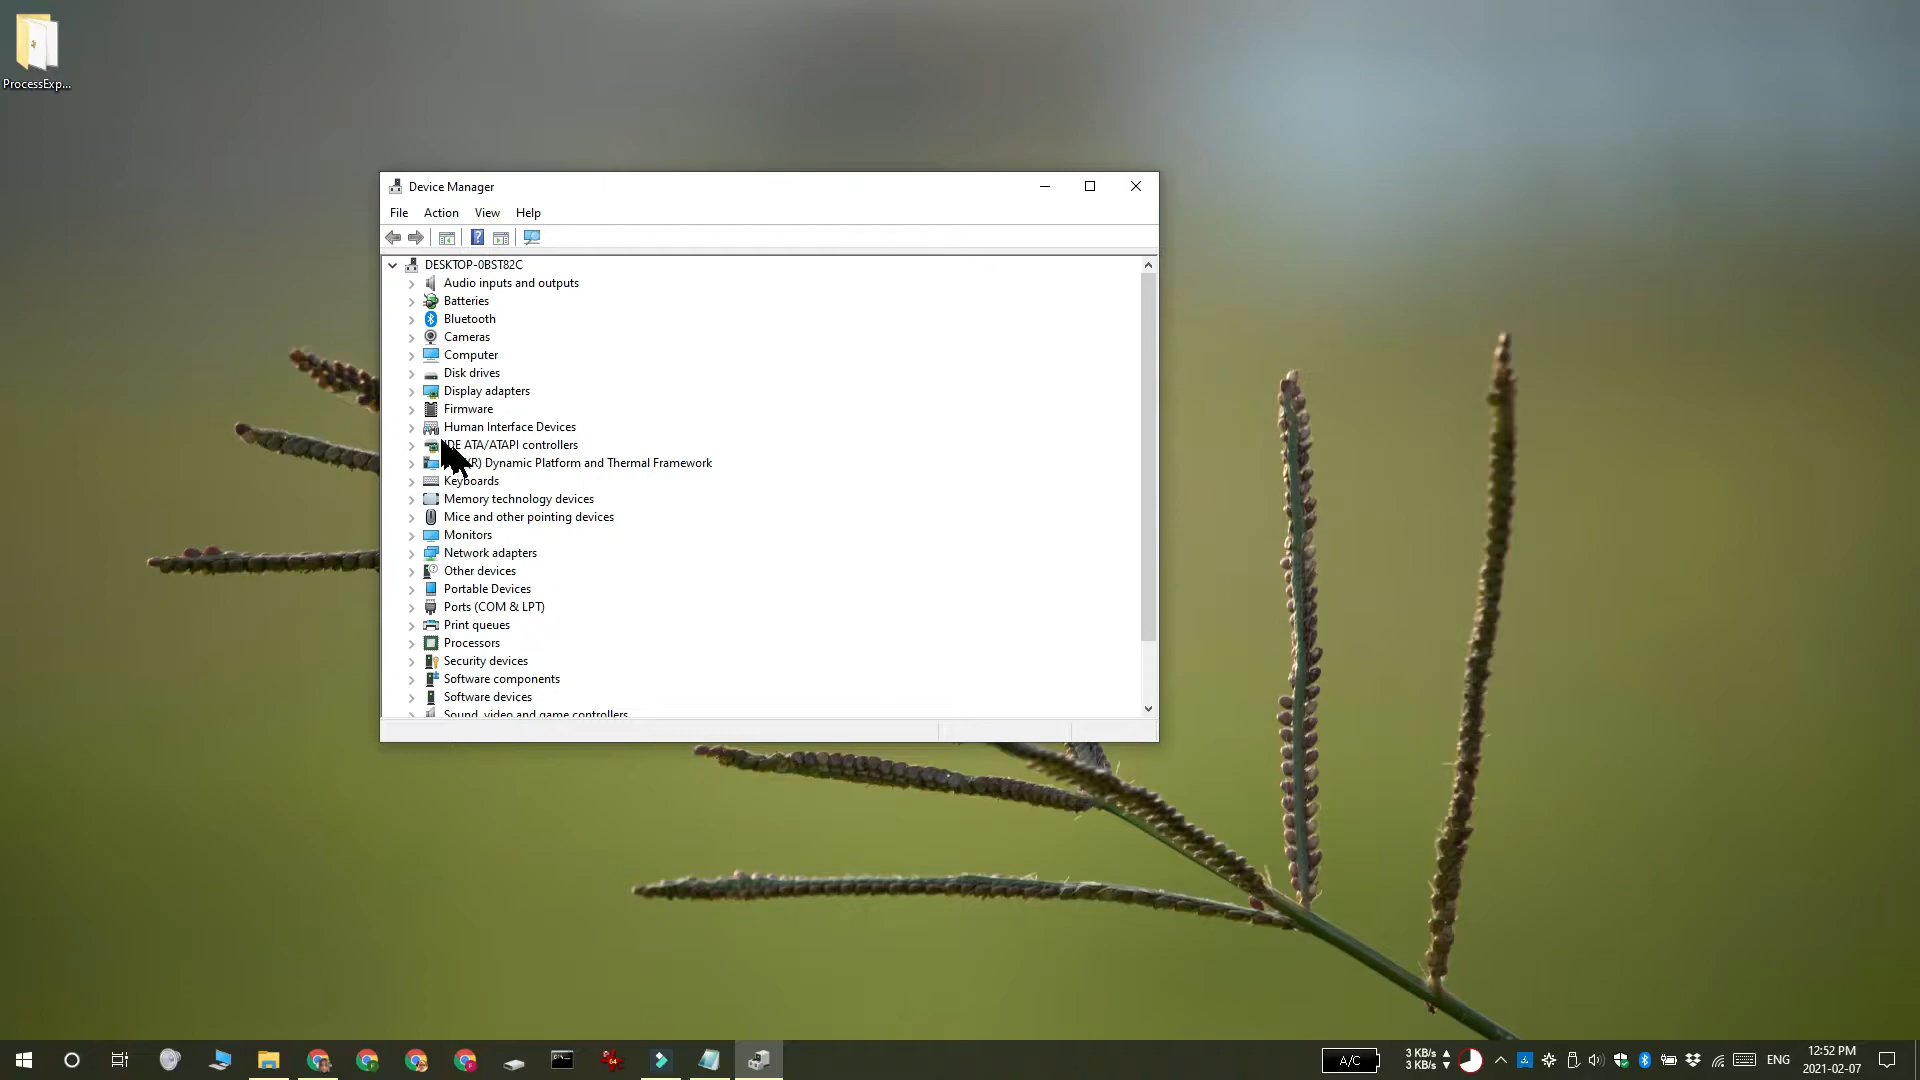 ProcessExp...
Device Manager
File Action View Help
DESKTOP-0BST82C
Audio inputs and outputs
Batteries
Bluetooth
Cameras
Computer
Disk drives
Display adapters
Firmware
Human Interface Devices
IDE ATA/ATAPI controllers
(R) Dynamic Platform and Thermal Framework
Keyboards
Memory technology devices
Mice and other pointing devices
Monitors
Network adapters
Other devices
Portable Devices
Ports (COM & LPT)
Print queues
Processors
Security devices
Software components
Software devices
Sound, video and game controllers
A/C
3 KB/s
3 KB/s
ENG
12:52 PM
2021-02-07